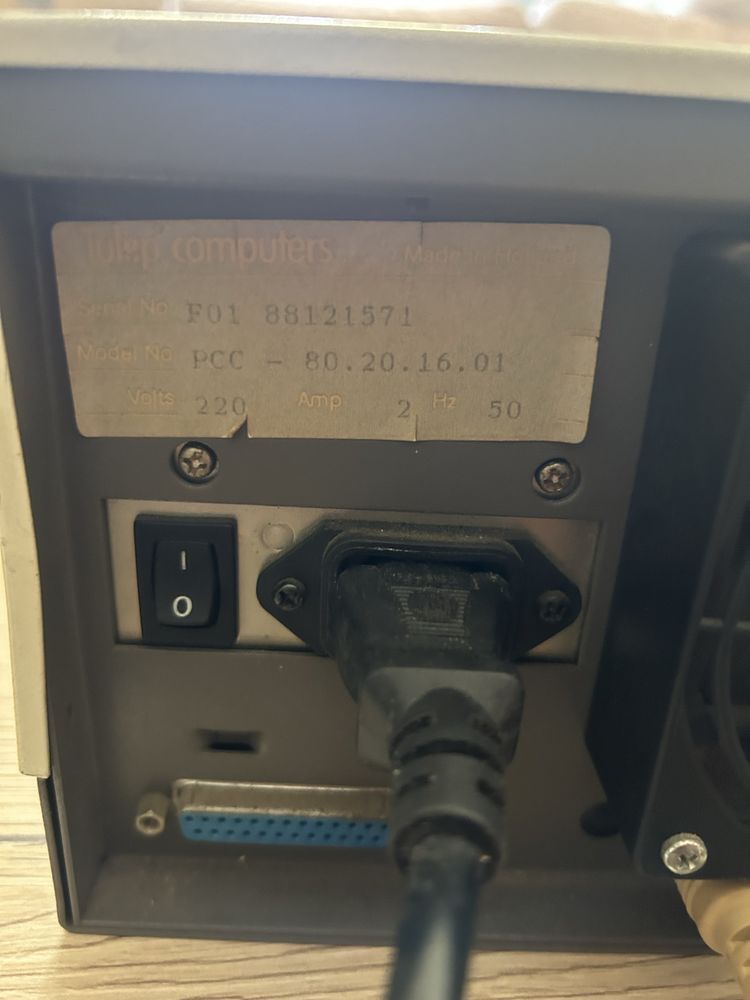 Tulip computers Made in Holland
Serial No F01 88121571
Model No PCC - 80.20.16.01
Volts 220 Amp 2 Hz 50
I
O